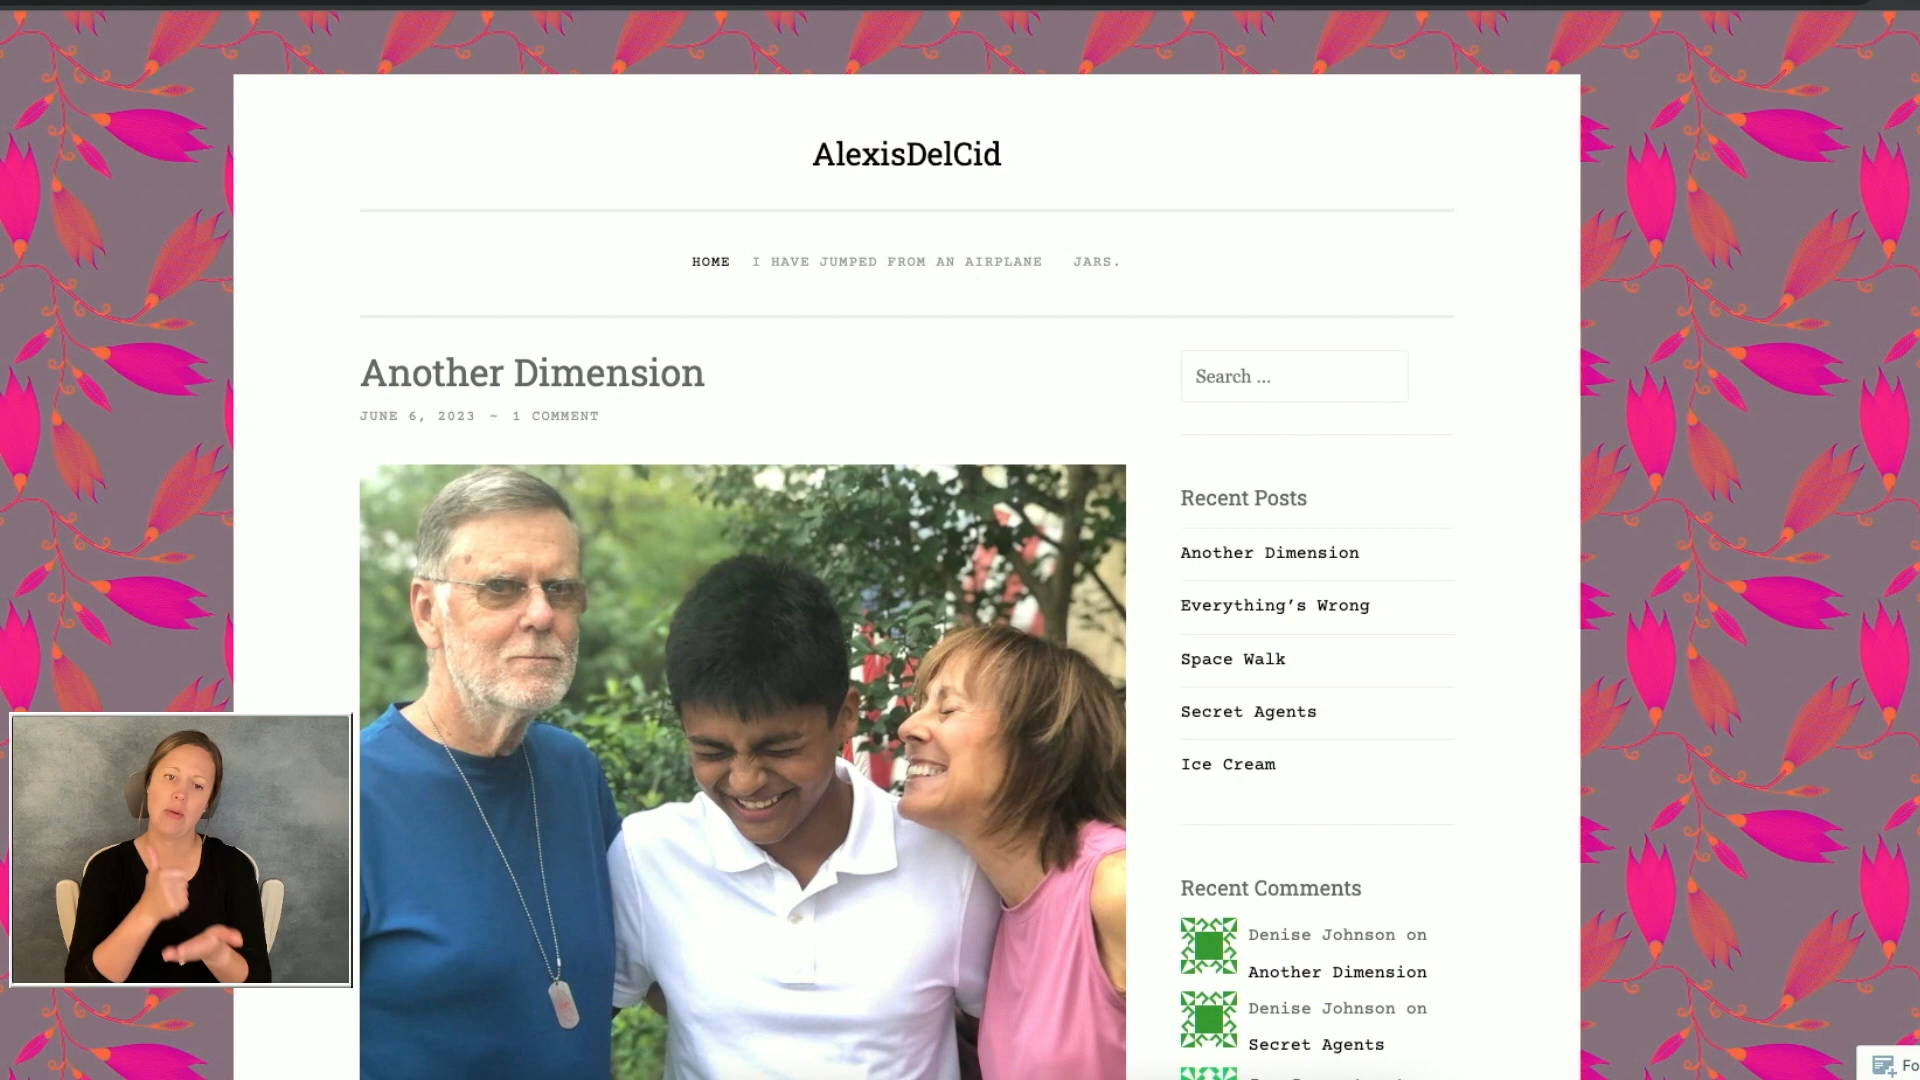 AlexisDelCid
HOME I HAVE JUMPED FROM AN AIRPLANE JARS.
Another Dimension
JUNE 6, 2023 ~ 1 COMMENT
Search ...
Recent Posts
Another Dimension
Everything’s Wrong
Space Walk
Secret Agents
Ice Cream
Recent Comments
Denise Johnson on
Another Dimension
Denise Johnson on
Secret Agents
Fo